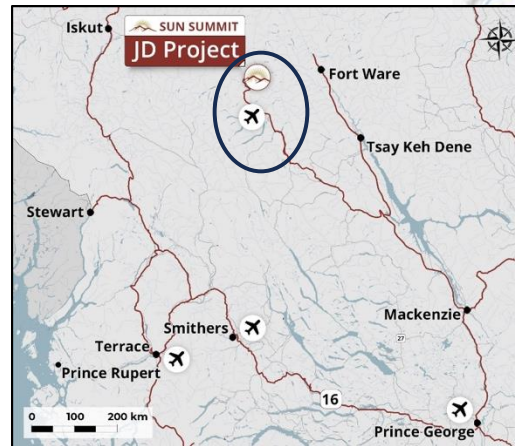 Iskut
SUN SUMMIT
JD Project
Fort Ware
Tsay Keh Dene
Stewart
Mackenzie
Smithers
27
Terrace
Prince Rupert
16
Prince George
0 100 200 km